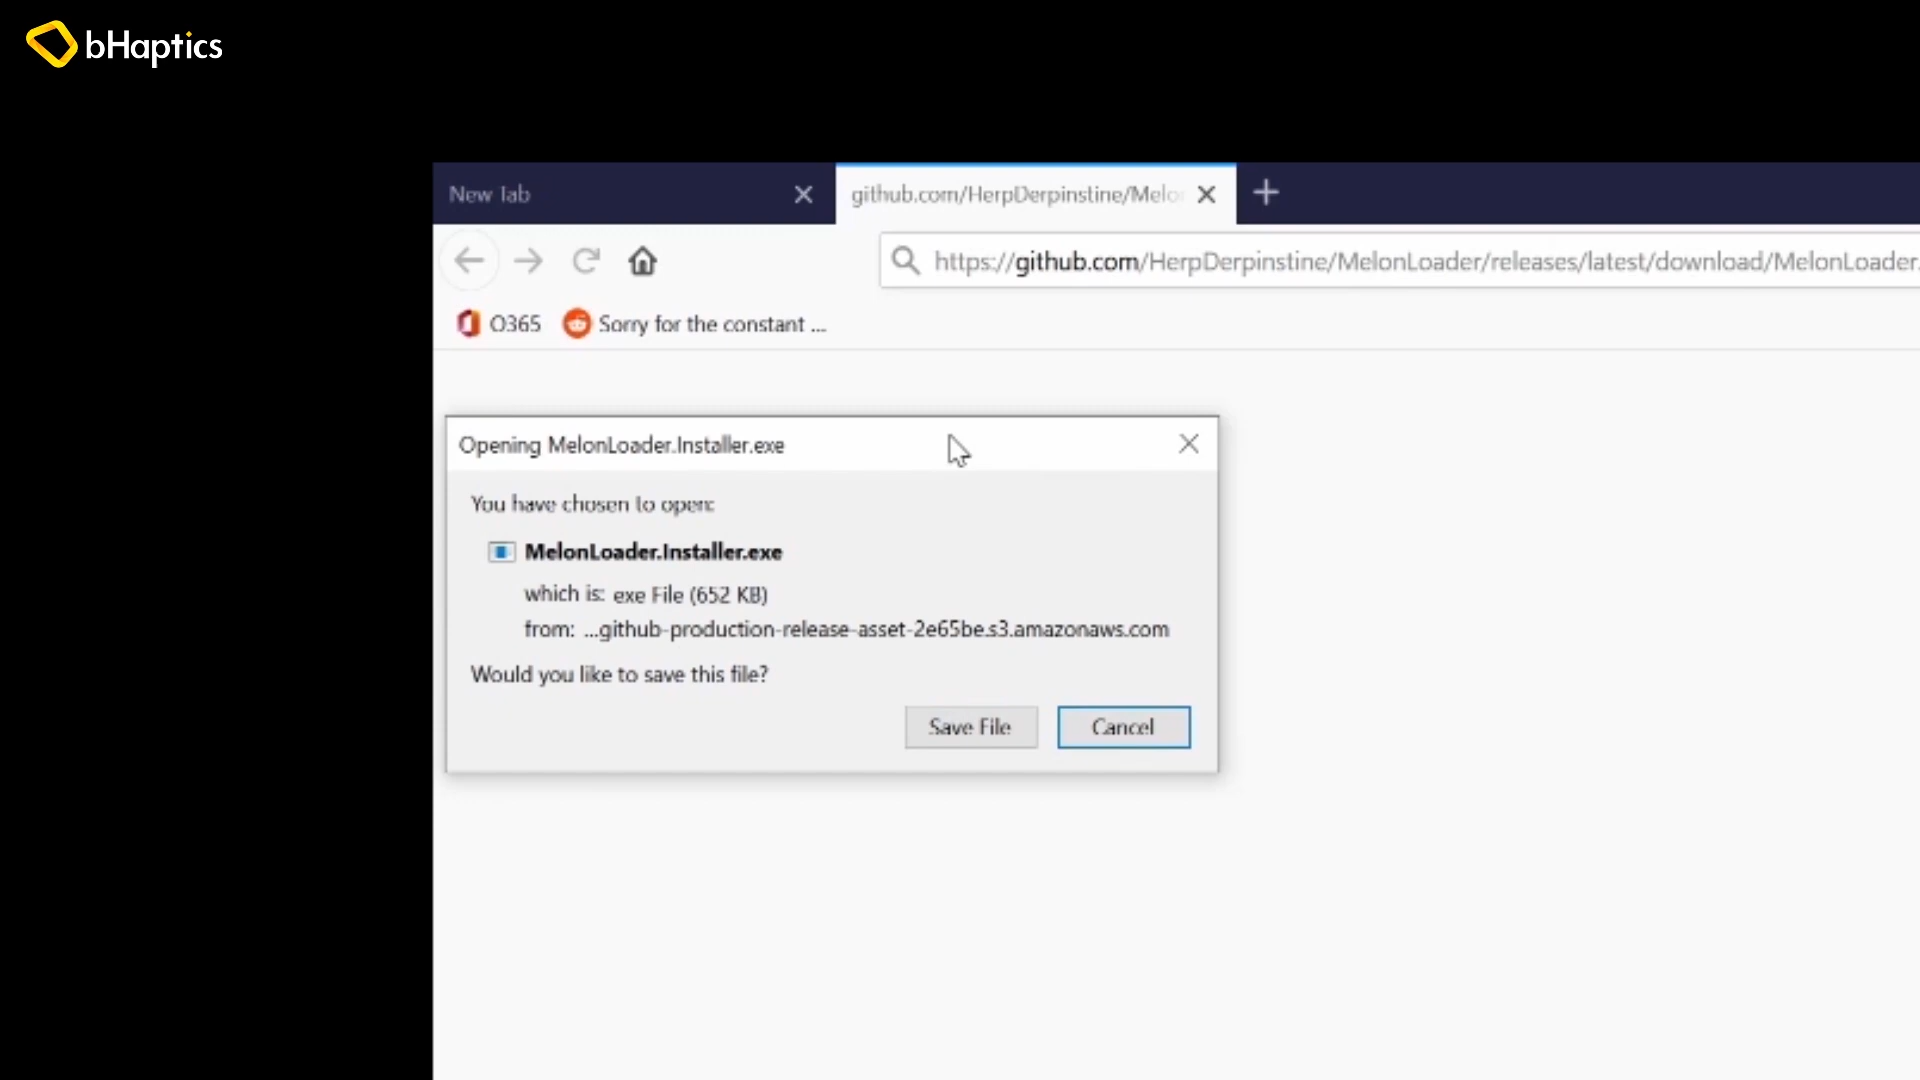 bHaptics
New Tab
github.com/HerpDerpinstine/Melo
https://github.com/HerpDerpinstine/MelonLoader/releases/latest/download/MelonLoader.
O365
Sorry for the constant ...
Opening MelonLoader.Installer.exe
You have chosen to open:
MelonLoader.Installer.exe
which is: exe File (652 KB)
from: ...github-production-release-asset-2e65be.s3.amazonaws.com
Would you like to save this file?
Save File
Cancel